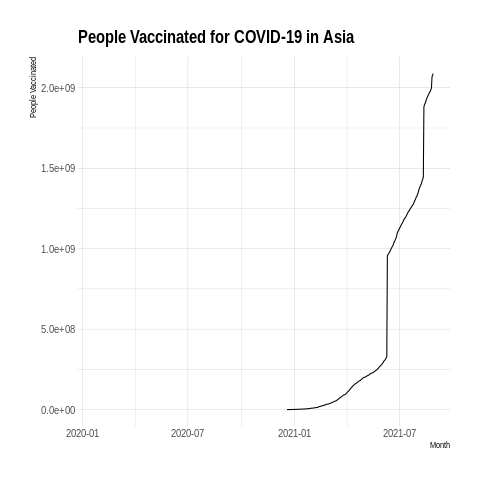 People Vaccinated for COVID-19 in Asia
People Vaccinated
2.0e+09
1.5e+09
1.0e+09
5.0e+08
0.0e+00
2020-01 2020-07 2021-01 2021-07
Month